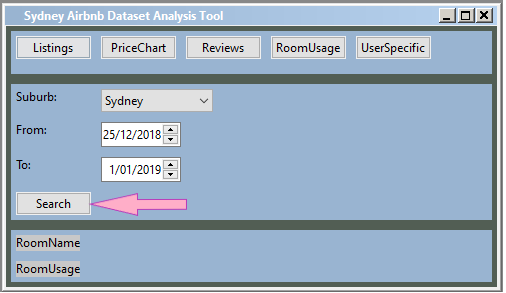 Sydney Airbnb Dataset Analysis Tool
Listings PriceChart Reviews RoomUsage UserSpecific
Suburb: Sydney
From: 25/12/2018
To: 1/01/2019
Search
RoomName
RoomUsage